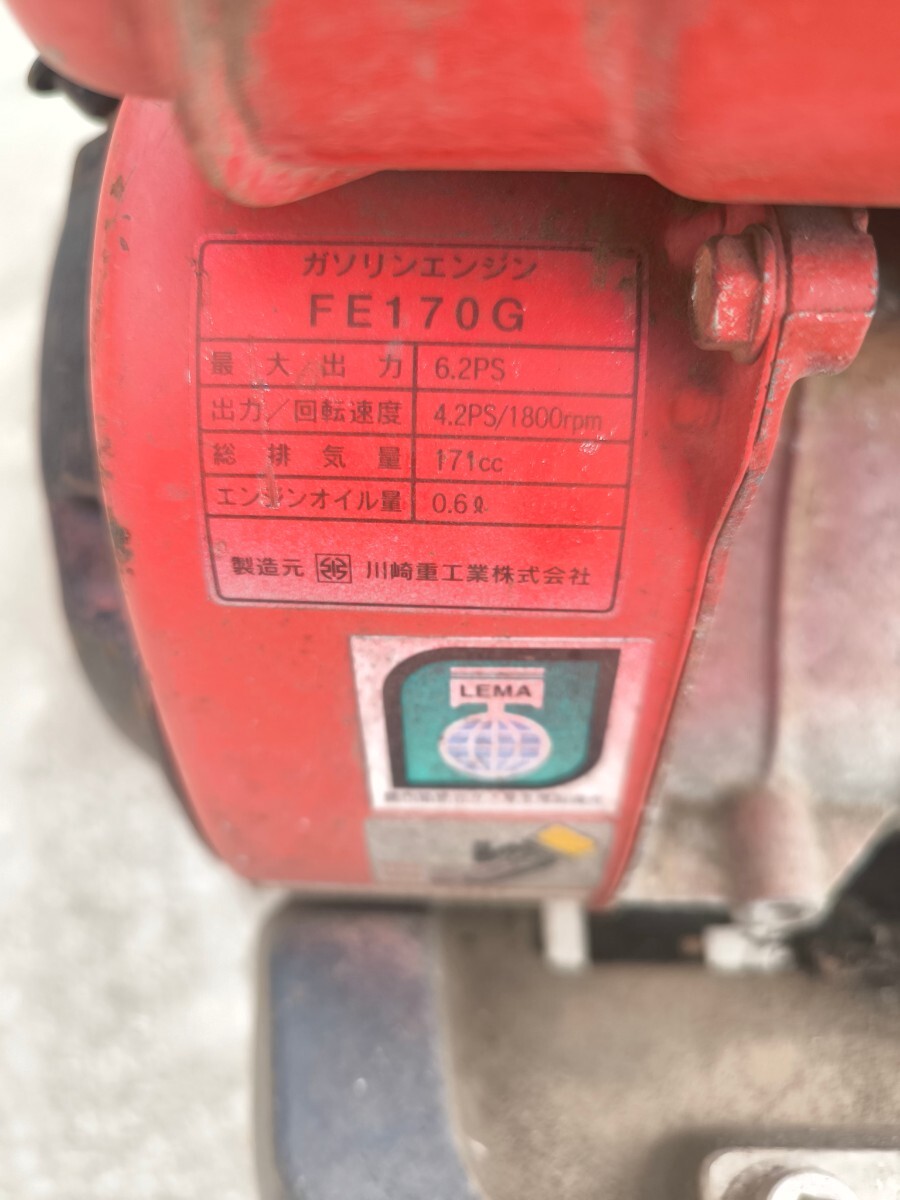 ガソリンエンジン
FE170G
最大出力 6.2PS
出力/回転速度 4.2PS/1800rpm
総排気量 171cc
エンジンオイル量 0.6ℓ
製造元 川崎重工業株式会社
LEMA